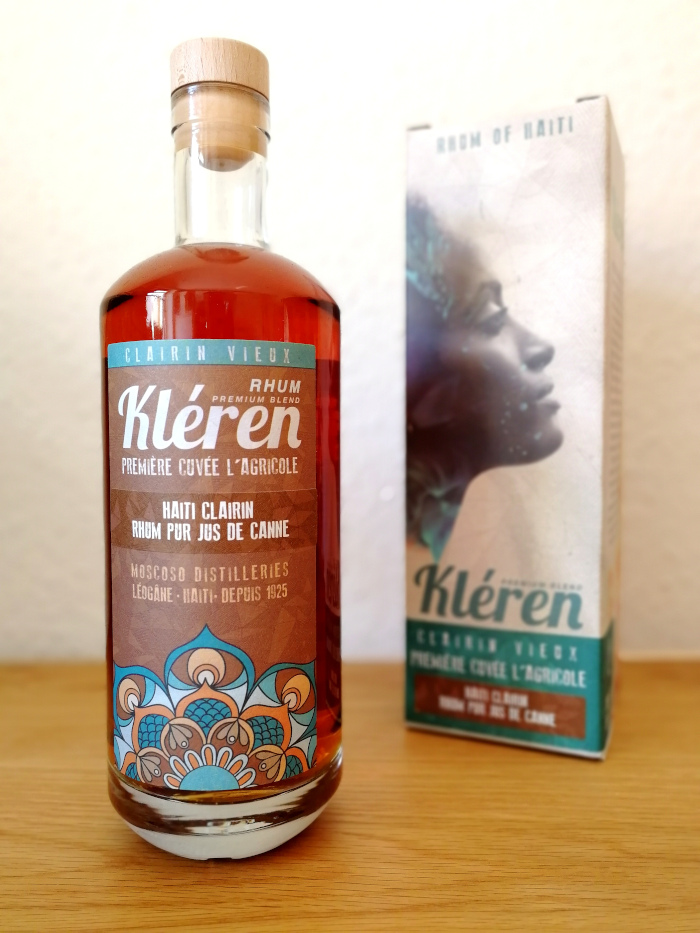 CLAIRIN VIEUX
RHUM
PREMIUM BLEND
Kléren
PREMIÈRE CUVÉE L'AGRICOLE
HAITI CLAIRIN
RHUM PUR JUS DE CANNE
MOSCOSO DISTILLERIES
LÉOGÂNE · HAITI · DEPUIS 1925
RHUM OF HAITI
PREMIUM BLEND
Kléren
CLAIRIN VIEUX
PREMIÈRE CUVÉE L'AGRICOLE
HAITI CLAIRIN
RHUM PUR JUS DE CANNE